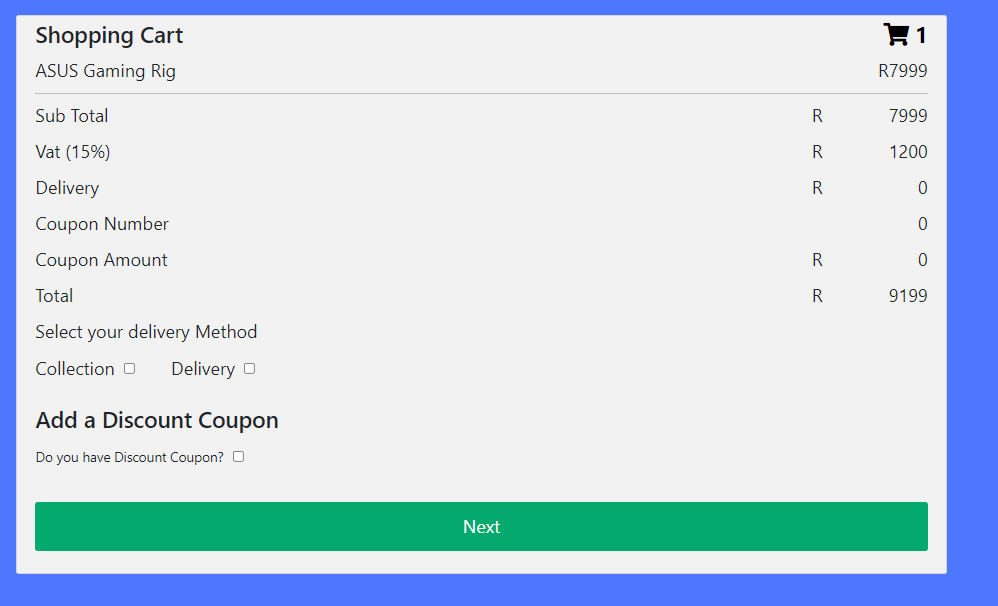 Shopping Cart 1
ASUS Gaming Rig R7999
Sub Total R 7999
Vat (15%) R 1200
Delivery R 0
Coupon Number 0
Coupon Amount R 0
Total R 9199
Select your delivery Method
Collection Delivery
Add a Discount Coupon
Do you have Discount Coupon?
Next